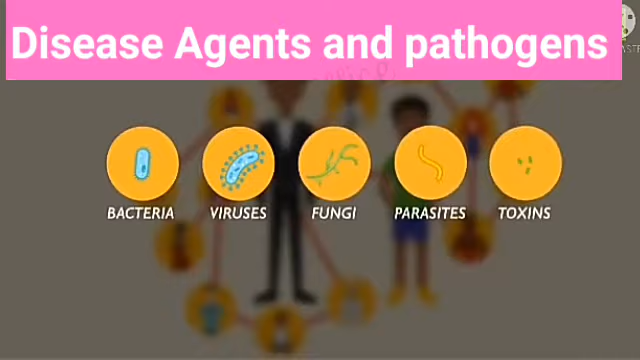 Disease Agents and pathogens
BACTERIA VIRUSES FUNGI PARASITES TOXINS